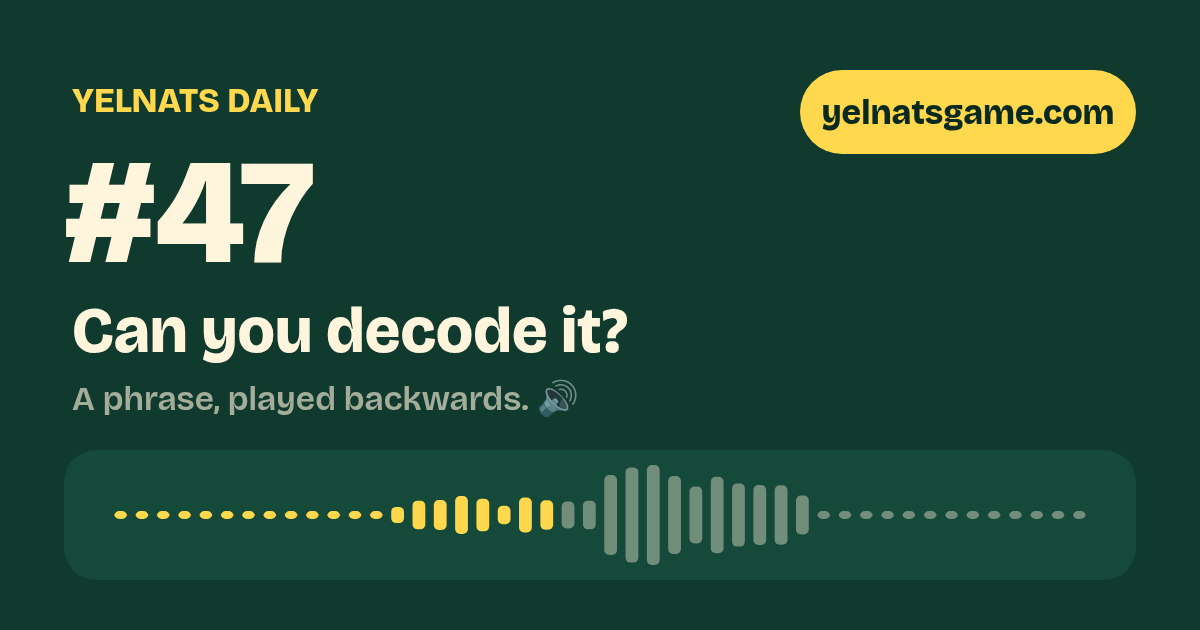 YELNATS DAILY
yelnatsgame.com
#47
Can you decode it?
A phrase, played backwards. 🔊